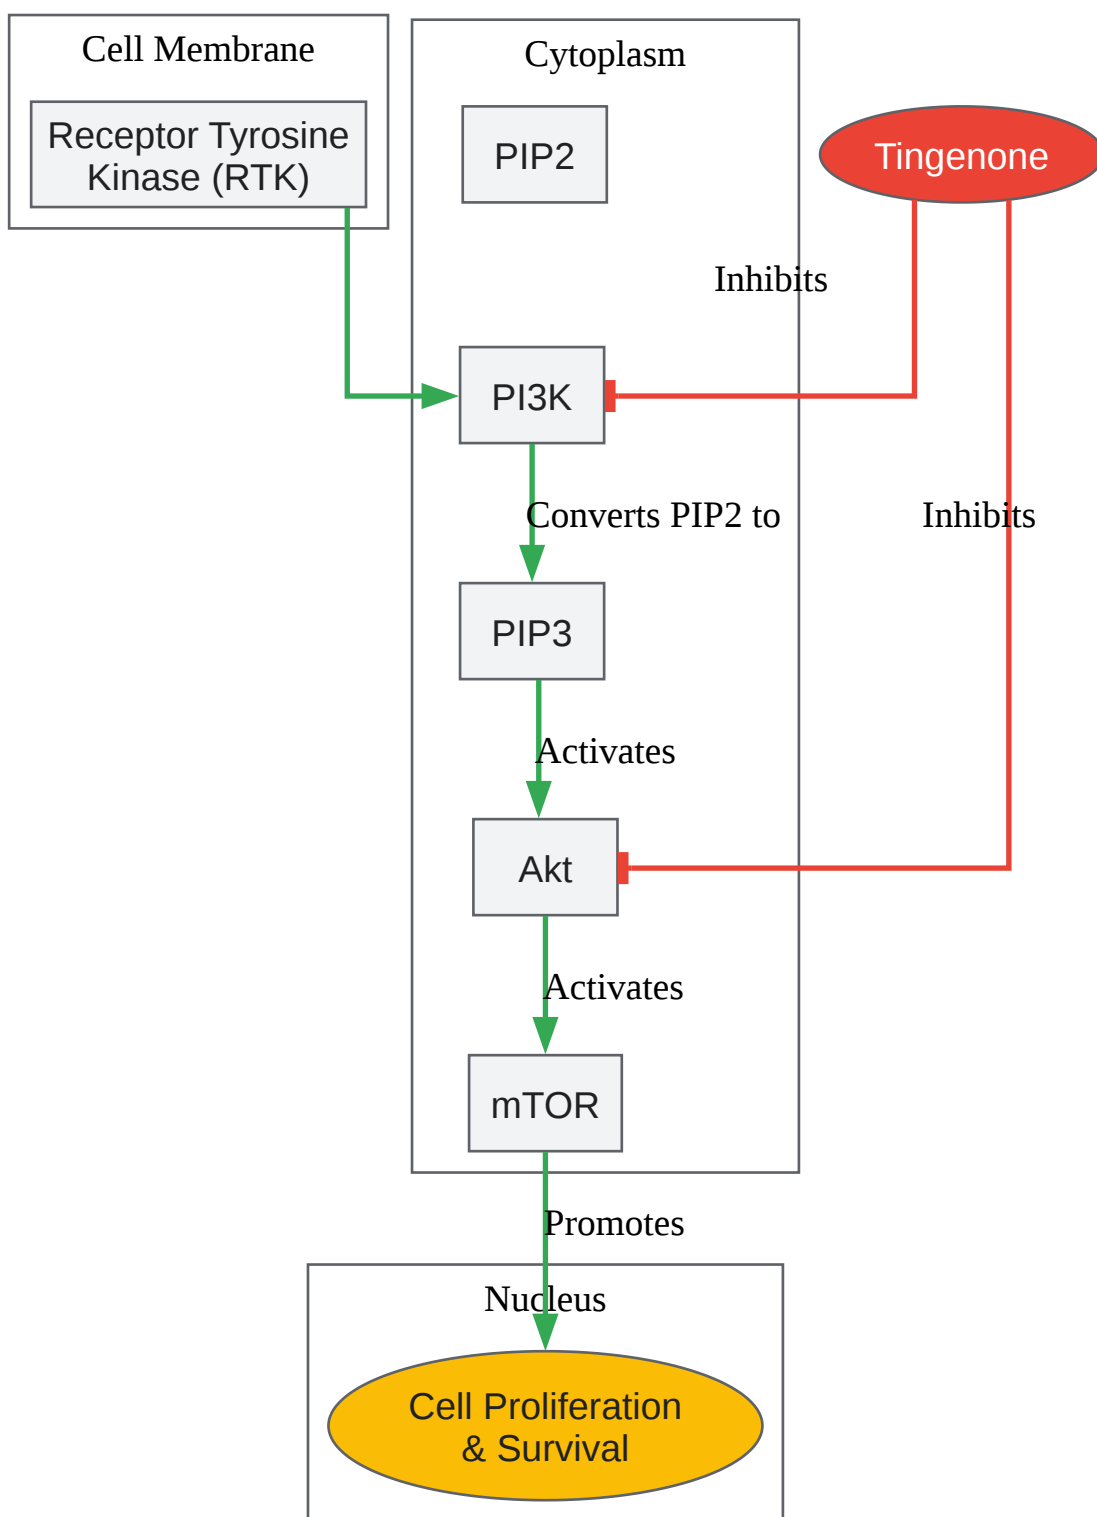 Cell Membrane
Receptor Tyrosine
Kinase (RTK)
Cytoplasm
PIP2
Tingenone
Inhibits
PI3K
Converts PIP2 to
Inhibits
PIP3
Activates
Akt
Activates
mTOR
Promotes
Nucleus
Cell Proliferation
& Survival